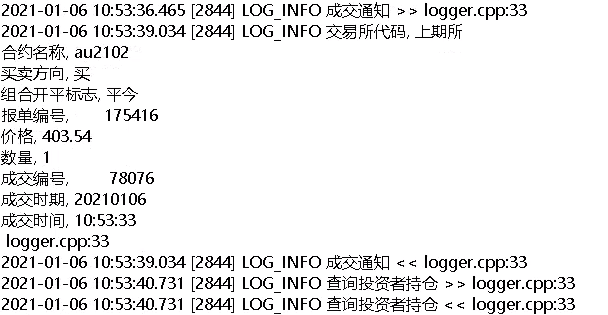 2021-01-06 10:53:36.465 [2844] LOG_INFO 成交通知 >> logger.cpp:33
2021-01-06 10:53:39.034 [2844] LOG_INFO 交易所代码, 上期所
合约名称, au2102
买卖方向, 买
组合开平标志, 平今
报单编号,       175416
价格, 403.54
数量, 1
成交编号,        78076
成交时期, 20210106
成交时间, 10:53:33
 logger.cpp:33
2021-01-06 10:53:39.034 [2844] LOG_INFO 成交通知 << logger.cpp:33
2021-01-06 10:53:40.731 [2844] LOG_INFO 查询投资者持仓 >> logger.cpp:33
2021-01-06 10:53:40.731 [2844] LOG_INFO 查询投资者持仓 << logger.cpp:33